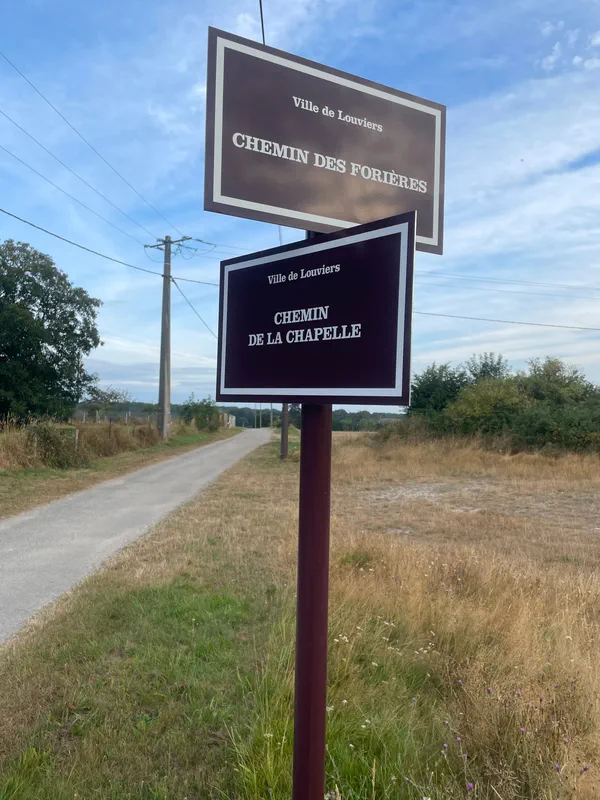 Ville de Louviers
CHEMIN DES FORIÈRES
Ville de Louviers
CHEMIN
DE LA CHAPELLE